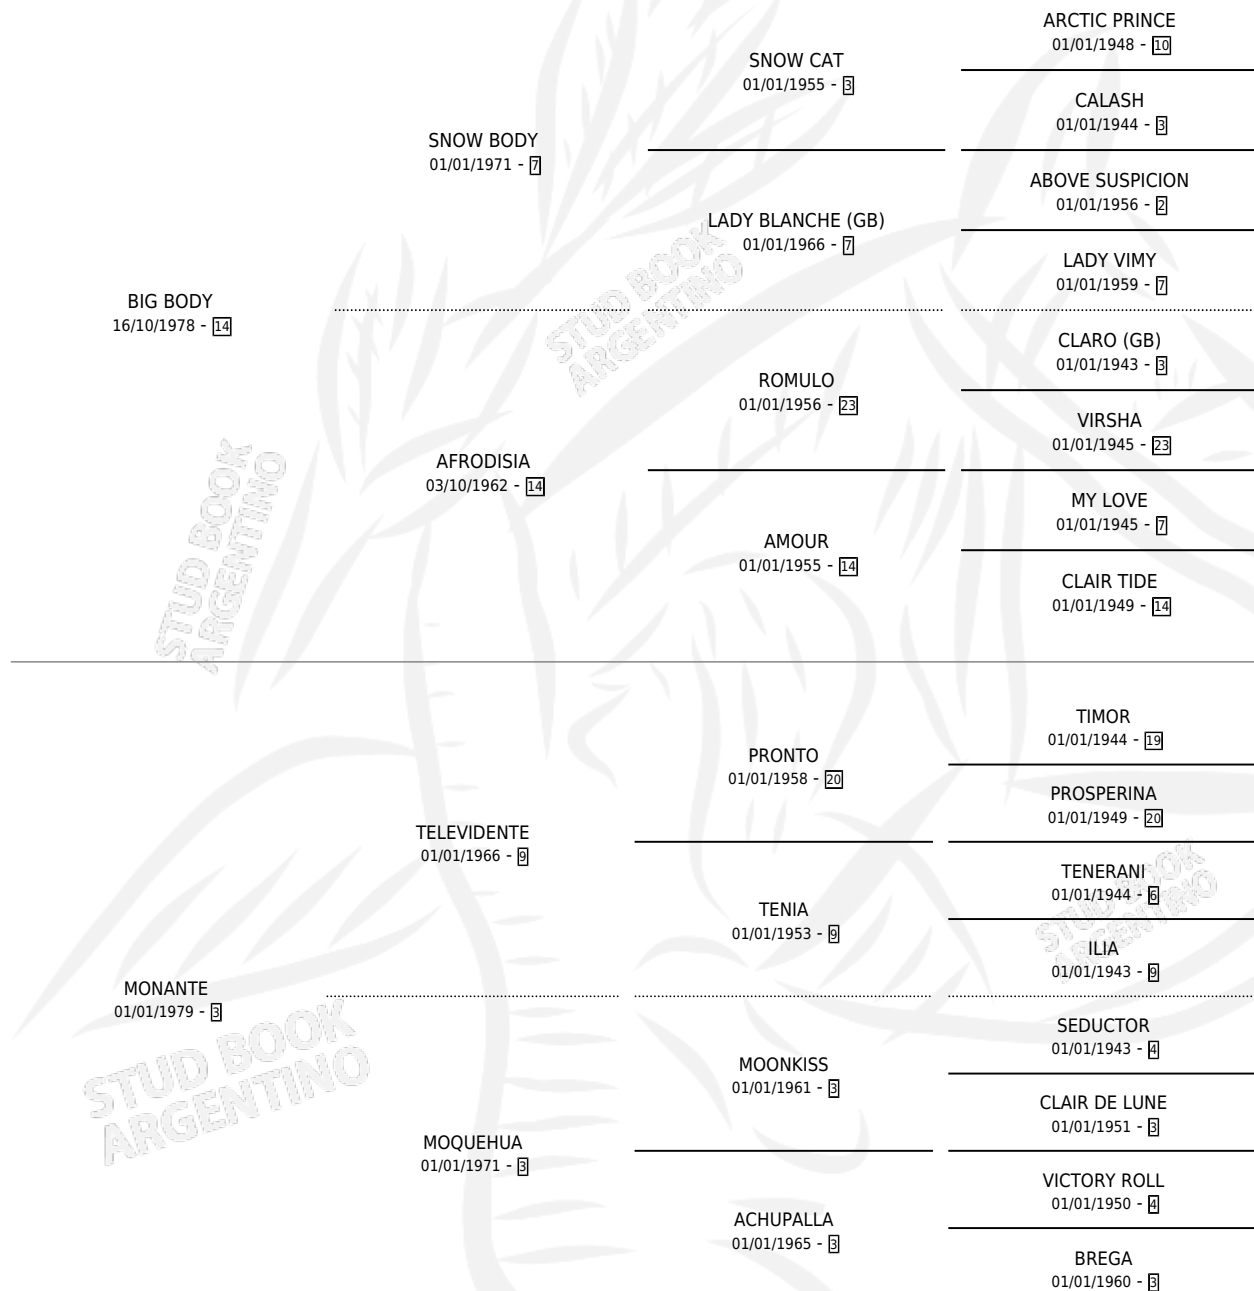 ARCTIC PRINCE
01/01/1948 - 10
SNOW CAT
01/01/1955 - 3
CALASH
01/01/1944 - 3
SNOW BODY
01/01/1971 - 7
ABOVE SUSPICION
01/01/1956 - 2
LADY BLANCHE (GB)
01/01/1966 - 7
LADY VIMY
01/01/1959 - 7
BIG BODY
16/10/1978 - 14
CLARO (GB)
01/01/1943 - 3
ROMULO
01/01/1956 - 23
VIRSHA
01/01/1945 - 23
AFRODISIA
03/10/1962 - 14
MY LOVE
01/01/1945 - 7
AMOUR
01/01/1955 - 14
CLAIR TIDE
01/01/1949 - 14
TIMOR
01/01/1944 - 19
PRONTO
01/01/1958 - 20
PROSPERINA
01/01/1949 - 20
TELEVIDENTE
01/01/1966 - 9
TENERANI
01/01/1944 - 6
TENIA
01/01/1953 - 9
ILIA
01/01/1943 - 9
MONANTE
01/01/1979 - 3
SEDUCTOR
01/01/1943 - 4
MOONKISS
01/01/1961 - 3
CLAIR DE LUNE
01/01/1951 - 3
MOQUEHUA
01/01/1971 - 3
VICTORY ROLL
01/01/1950 - 4
ACHUPALLA
01/01/1965 - 3
BREGA
01/01/1960 - 3
STUD BOOK
ARGENTINO
STUD BOOK
ARGENTINO
STUD BOOK
ARGENTINO
STUD BOOK
ARGENTINO